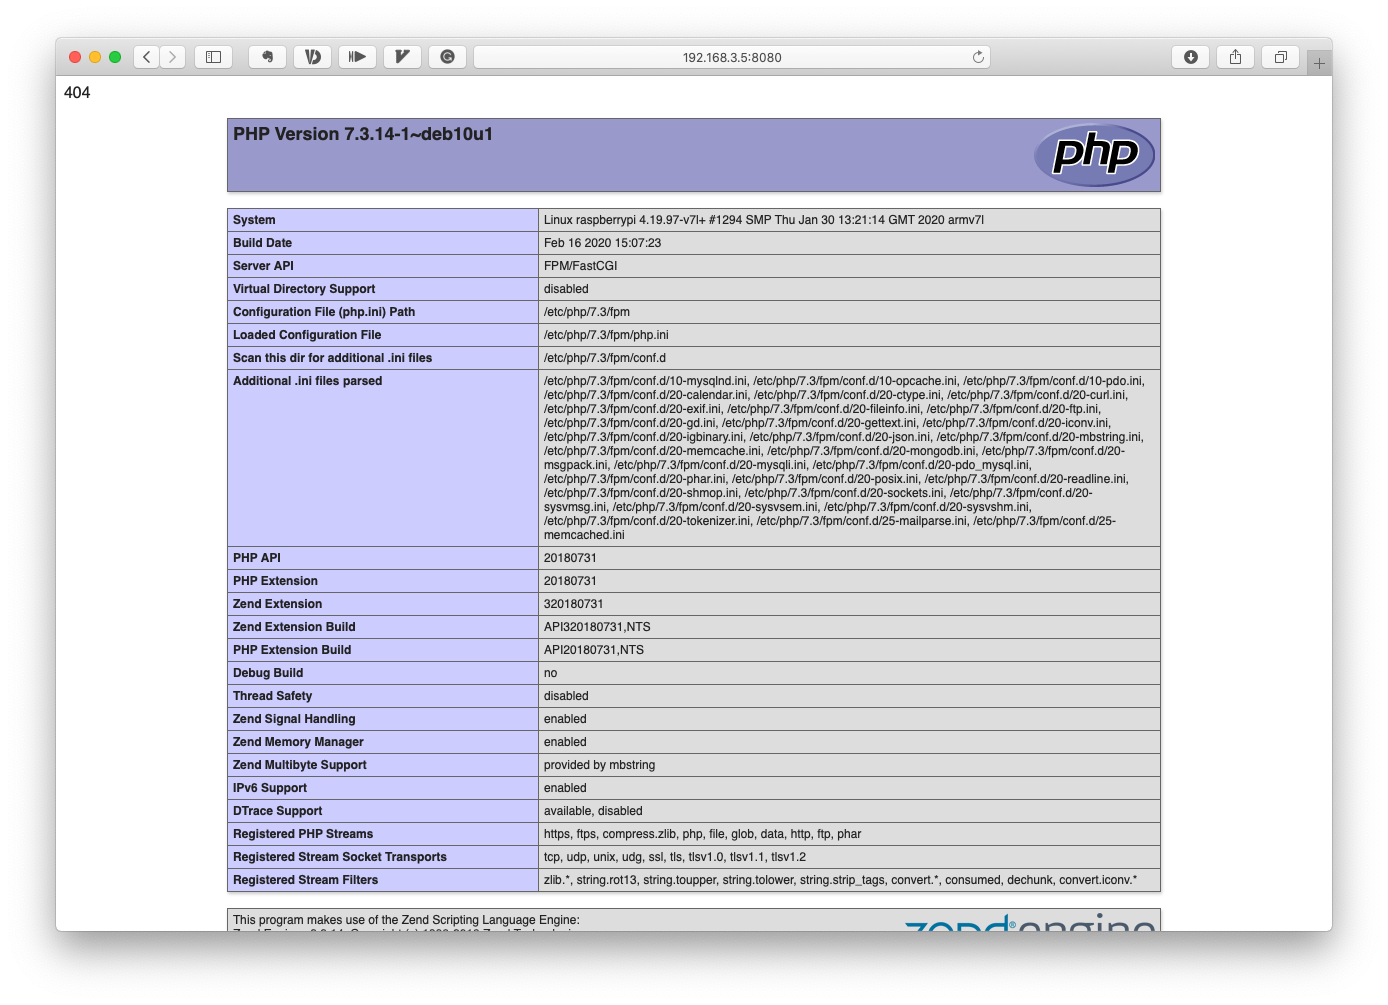 192.168.3.5:8080
404
PHP Version 7.3.14-1~deb10u1
php
System Linux raspberrypi 4.19.97-v7l+ #1294 SMP Thu Jan 30 13:21:14 GMT 2020 armv7l
Build Date Feb 16 2020 15:07:23
Server API FPM/FastCGI
Virtual Directory Support disabled
Configuration File (php.ini) Path /etc/php/7.3/fpm
Loaded Configuration File /etc/php/7.3/fpm/php.ini
Scan this dir for additional .ini files /etc/php/7.3/fpm/conf.d
Additional .ini files parsed /etc/php/7.3/fpm/conf.d/10-mysqlnd.ini, /etc/php/7.3/fpm/conf.d/10-opcache.ini, /etc/php/7.3/fpm/conf.d/10-pdo.ini,
/etc/php/7.3/fpm/conf.d/20-calendar.ini, /etc/php/7.3/fpm/conf.d/20-ctype.ini, /etc/php/7.3/fpm/conf.d/20-curl.ini,
/etc/php/7.3/fpm/conf.d/20-exif.ini, /etc/php/7.3/fpm/conf.d/20-fileinfo.ini, /etc/php/7.3/fpm/conf.d/20-ftp.ini,
/etc/php/7.3/fpm/conf.d/20-gd.ini, /etc/php/7.3/fpm/conf.d/20-gettext.ini, /etc/php/7.3/fpm/conf.d/20-iconv.ini,
/etc/php/7.3/fpm/conf.d/20-igbinary.ini, /etc/php/7.3/fpm/conf.d/20-json.ini, /etc/php/7.3/fpm/conf.d/20-mbstring.ini,
/etc/php/7.3/fpm/conf.d/20-memcache.ini, /etc/php/7.3/fpm/conf.d/20-mongodb.ini, /etc/php/7.3/fpm/conf.d/20-
msgpack.ini, /etc/php/7.3/fpm/conf.d/20-mysqli.ini, /etc/php/7.3/fpm/conf.d/20-pdo_mysql.ini,
/etc/php/7.3/fpm/conf.d/20-phar.ini, /etc/php/7.3/fpm/conf.d/20-posix.ini, /etc/php/7.3/fpm/conf.d/20-readline.ini,
/etc/php/7.3/fpm/conf.d/20-shmop.ini, /etc/php/7.3/fpm/conf.d/20-sockets.ini, /etc/php/7.3/fpm/conf.d/20-
sysvmsg.ini, /etc/php/7.3/fpm/conf.d/20-sysvsem.ini, /etc/php/7.3/fpm/conf.d/20-sysvshm.ini,
/etc/php/7.3/fpm/conf.d/20-tokenizer.ini, /etc/php/7.3/fpm/conf.d/25-mailparse.ini, /etc/php/7.3/fpm/conf.d/25-
memcached.ini
PHP API 20180731
PHP Extension 20180731
Zend Extension 320180731
Zend Extension Build API320180731,NTS
PHP Extension Build API20180731,NTS
Debug Build no
Thread Safety disabled
Zend Signal Handling enabled
Zend Memory Manager enabled
Zend Multibyte Support provided by mbstring
IPv6 Support enabled
DTrace Support available, disabled
Registered PHP Streams https, ftps, compress.zlib, php, file, glob, data, http, ftp, phar
Registered Stream Socket Transports tcp, udp, unix, udg, ssl, tls, tlsv1.0, tlsv1.1, tlsv1.2
Registered Stream Filters zlib.*, string.rot13, string.toupper, string.tolower, string.strip_tags, convert.*, consumed, dechunk, convert.iconv.*
This program makes use of the Zend Scripting Language Engine:
zend engine